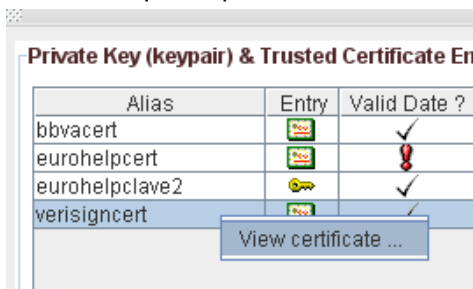 Private Key (keypair) & Trusted Certificate En
Alias Entry Valid Date ?
bbvacert
eurohelpcert
eurohelpclave2
verisigncert
View certificate ...